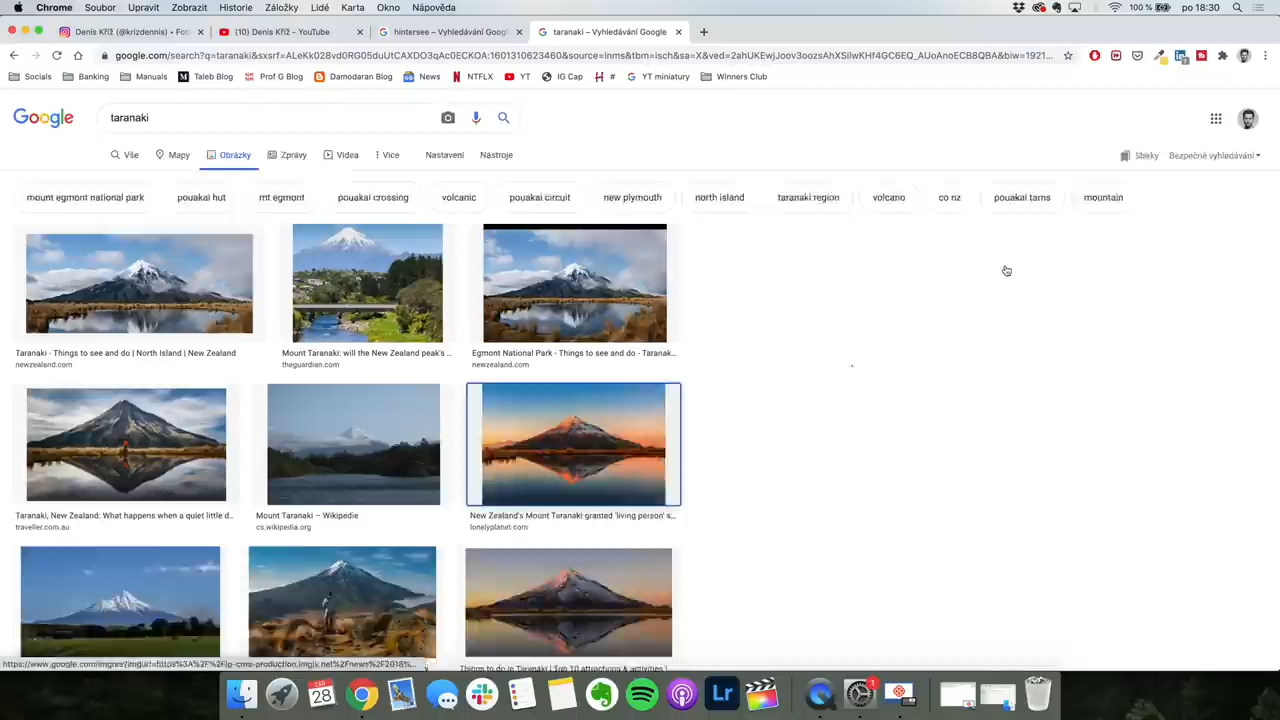 Chrome Soubor Upravit Zobrazit Historie Záložky Lidé Karta Okno Nápověda 100 % po 18:30
Denis Kříž (@krizdennis) • Fot (10) Denis Kříž - YouTube hintersee – Vyhledávání Goog taranaki – Vyhledávání Google
google.com/search?q=taranaki&sxsrf=ALeKk028vd0RG05duUtCAXDO3qAc0ECKOA:1601310623460&source=lnms&tbm=isch&sa=X&ved=2ahUKEwjJoov3oozsAhXSilwKHf4GC6EQ_AUoAnoECB8QBA&biw=1921...
Socials Banking Manuals Taleb Blog Prof G Blog Damodaran Blog News NTFLX YT IG Cap # YT miniatury Winners Club
Google taranaki
Vše Mapy Obrázky Zprávy Videa Více Nastavení Nástroje Sbírky Bezpečné vyhledávání
mount egmont national park pouakai hut mt egmont pouakai crossing volcanic pouakai circuit new plymouth north island taranaki region volcano co nz pouakai tarns mountain
Taranaki - Things to see and do | North Island | New Zealand Mount Taranaki: will the New Zealand peak's ... Egmont National Park - Things to see and do - Taranak...
newzealand.com theguardian.com newzealand.com
Taranaki, New Zealand: What happens when a quiet little d... Mount Taranaki – Wikipedie New Zealand's Mount Taranaki granted 'living person' s...
traveller.com.au cs.wikipedia.org lonelyplanet.com
Things to do in Taranaki | Top 10 attractions & activities |
ZÁŘ
28
1
Lr